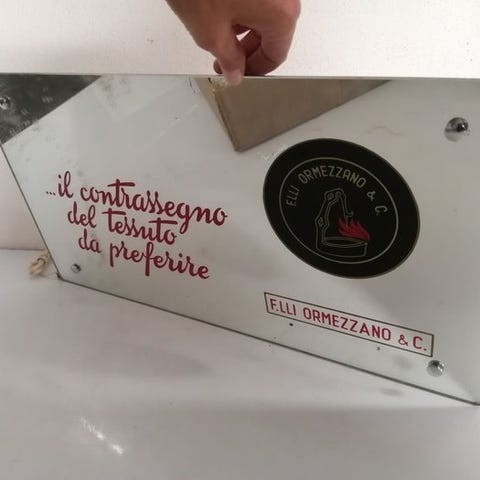 ...il contrassegno
del tessuto
da preferire
F.LLI ORMEZZANO & C.
F.LLI ORMEZZANO & C.